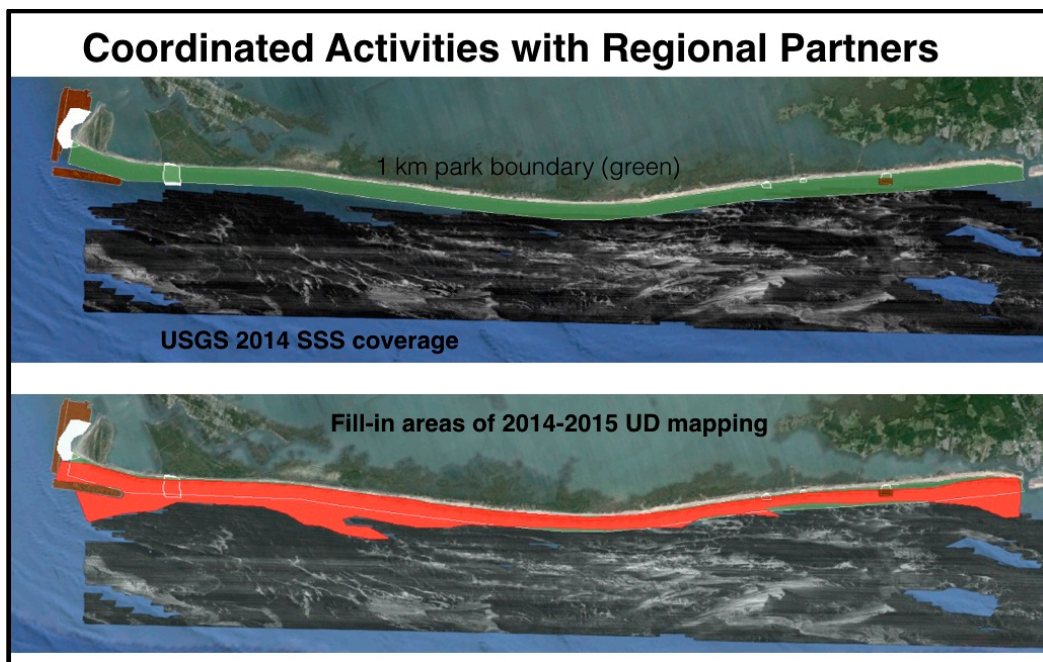 Coordinated Activities with Regional Partners
1 km park boundary (green)
USGS 2014 SSS coverage
Fill-in areas of 2014-2015 UD mapping